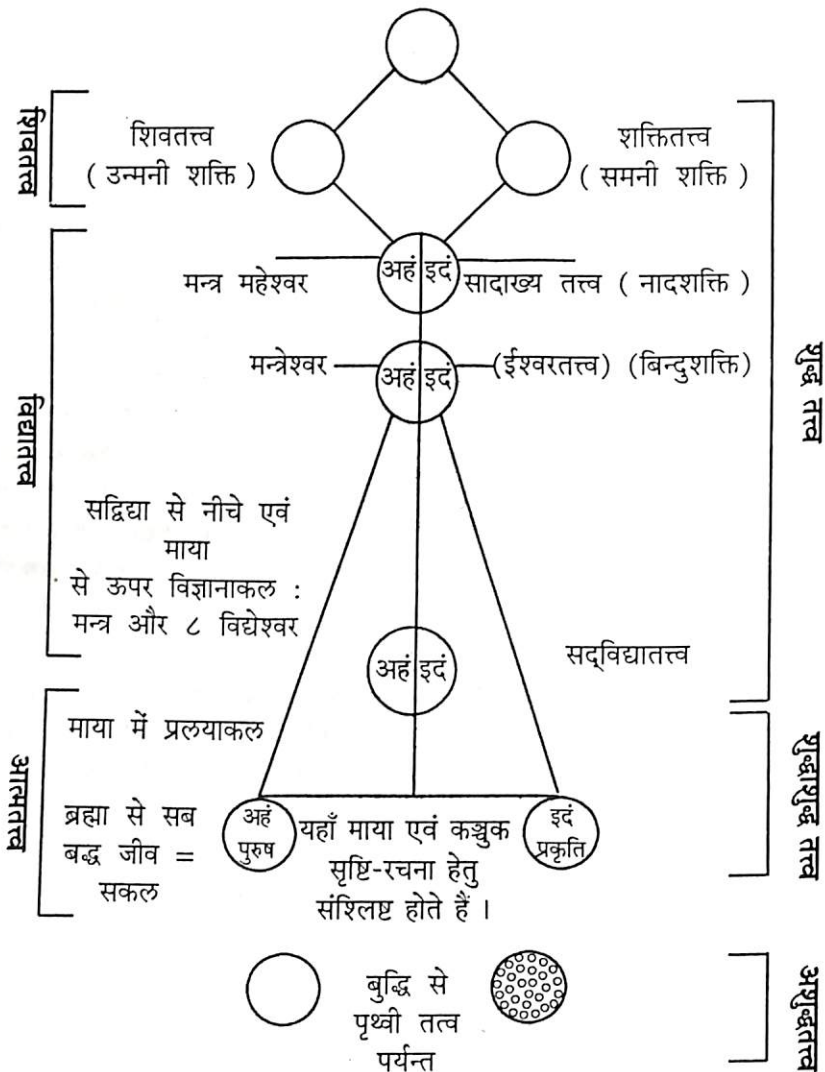 शिवतत्त्व
शिवतत्त्व
( उन्मनी शक्ति )
शक्तितत्त्व
( समनी शक्ति )
विद्यातत्त्व
शुद्ध तत्त्व
मन्त्र महेश्वर
अहं इदं
सादाख्य तत्त्व ( नादशक्ति )
मन्त्रेश्वर
अहं इदं
(ईश्वरतत्त्व) (बिन्दुशक्ति)
सद्विद्या से नीचे एवं
माया
से ऊपर विज्ञानाकल :
मन्त्र और ८ विद्येश्वर
अहं इदं
सद्‌विद्यातत्त्व
आत्मतत्त्व
माया में प्रलयाकल
ब्रह्मा से सब
बद्ध जीव =
सकल
अहं
पुरुष
यहाँ माया एवं कञ्चुक
सृष्टि-रचना हेतु
संश्लिष्ट होते हैं ।
इदं
प्रकृति
शुद्धाशुद्ध तत्त्व
बुद्धि से
पृथ्वी तत्व
पर्यन्त
अशुद्धतत्त्व